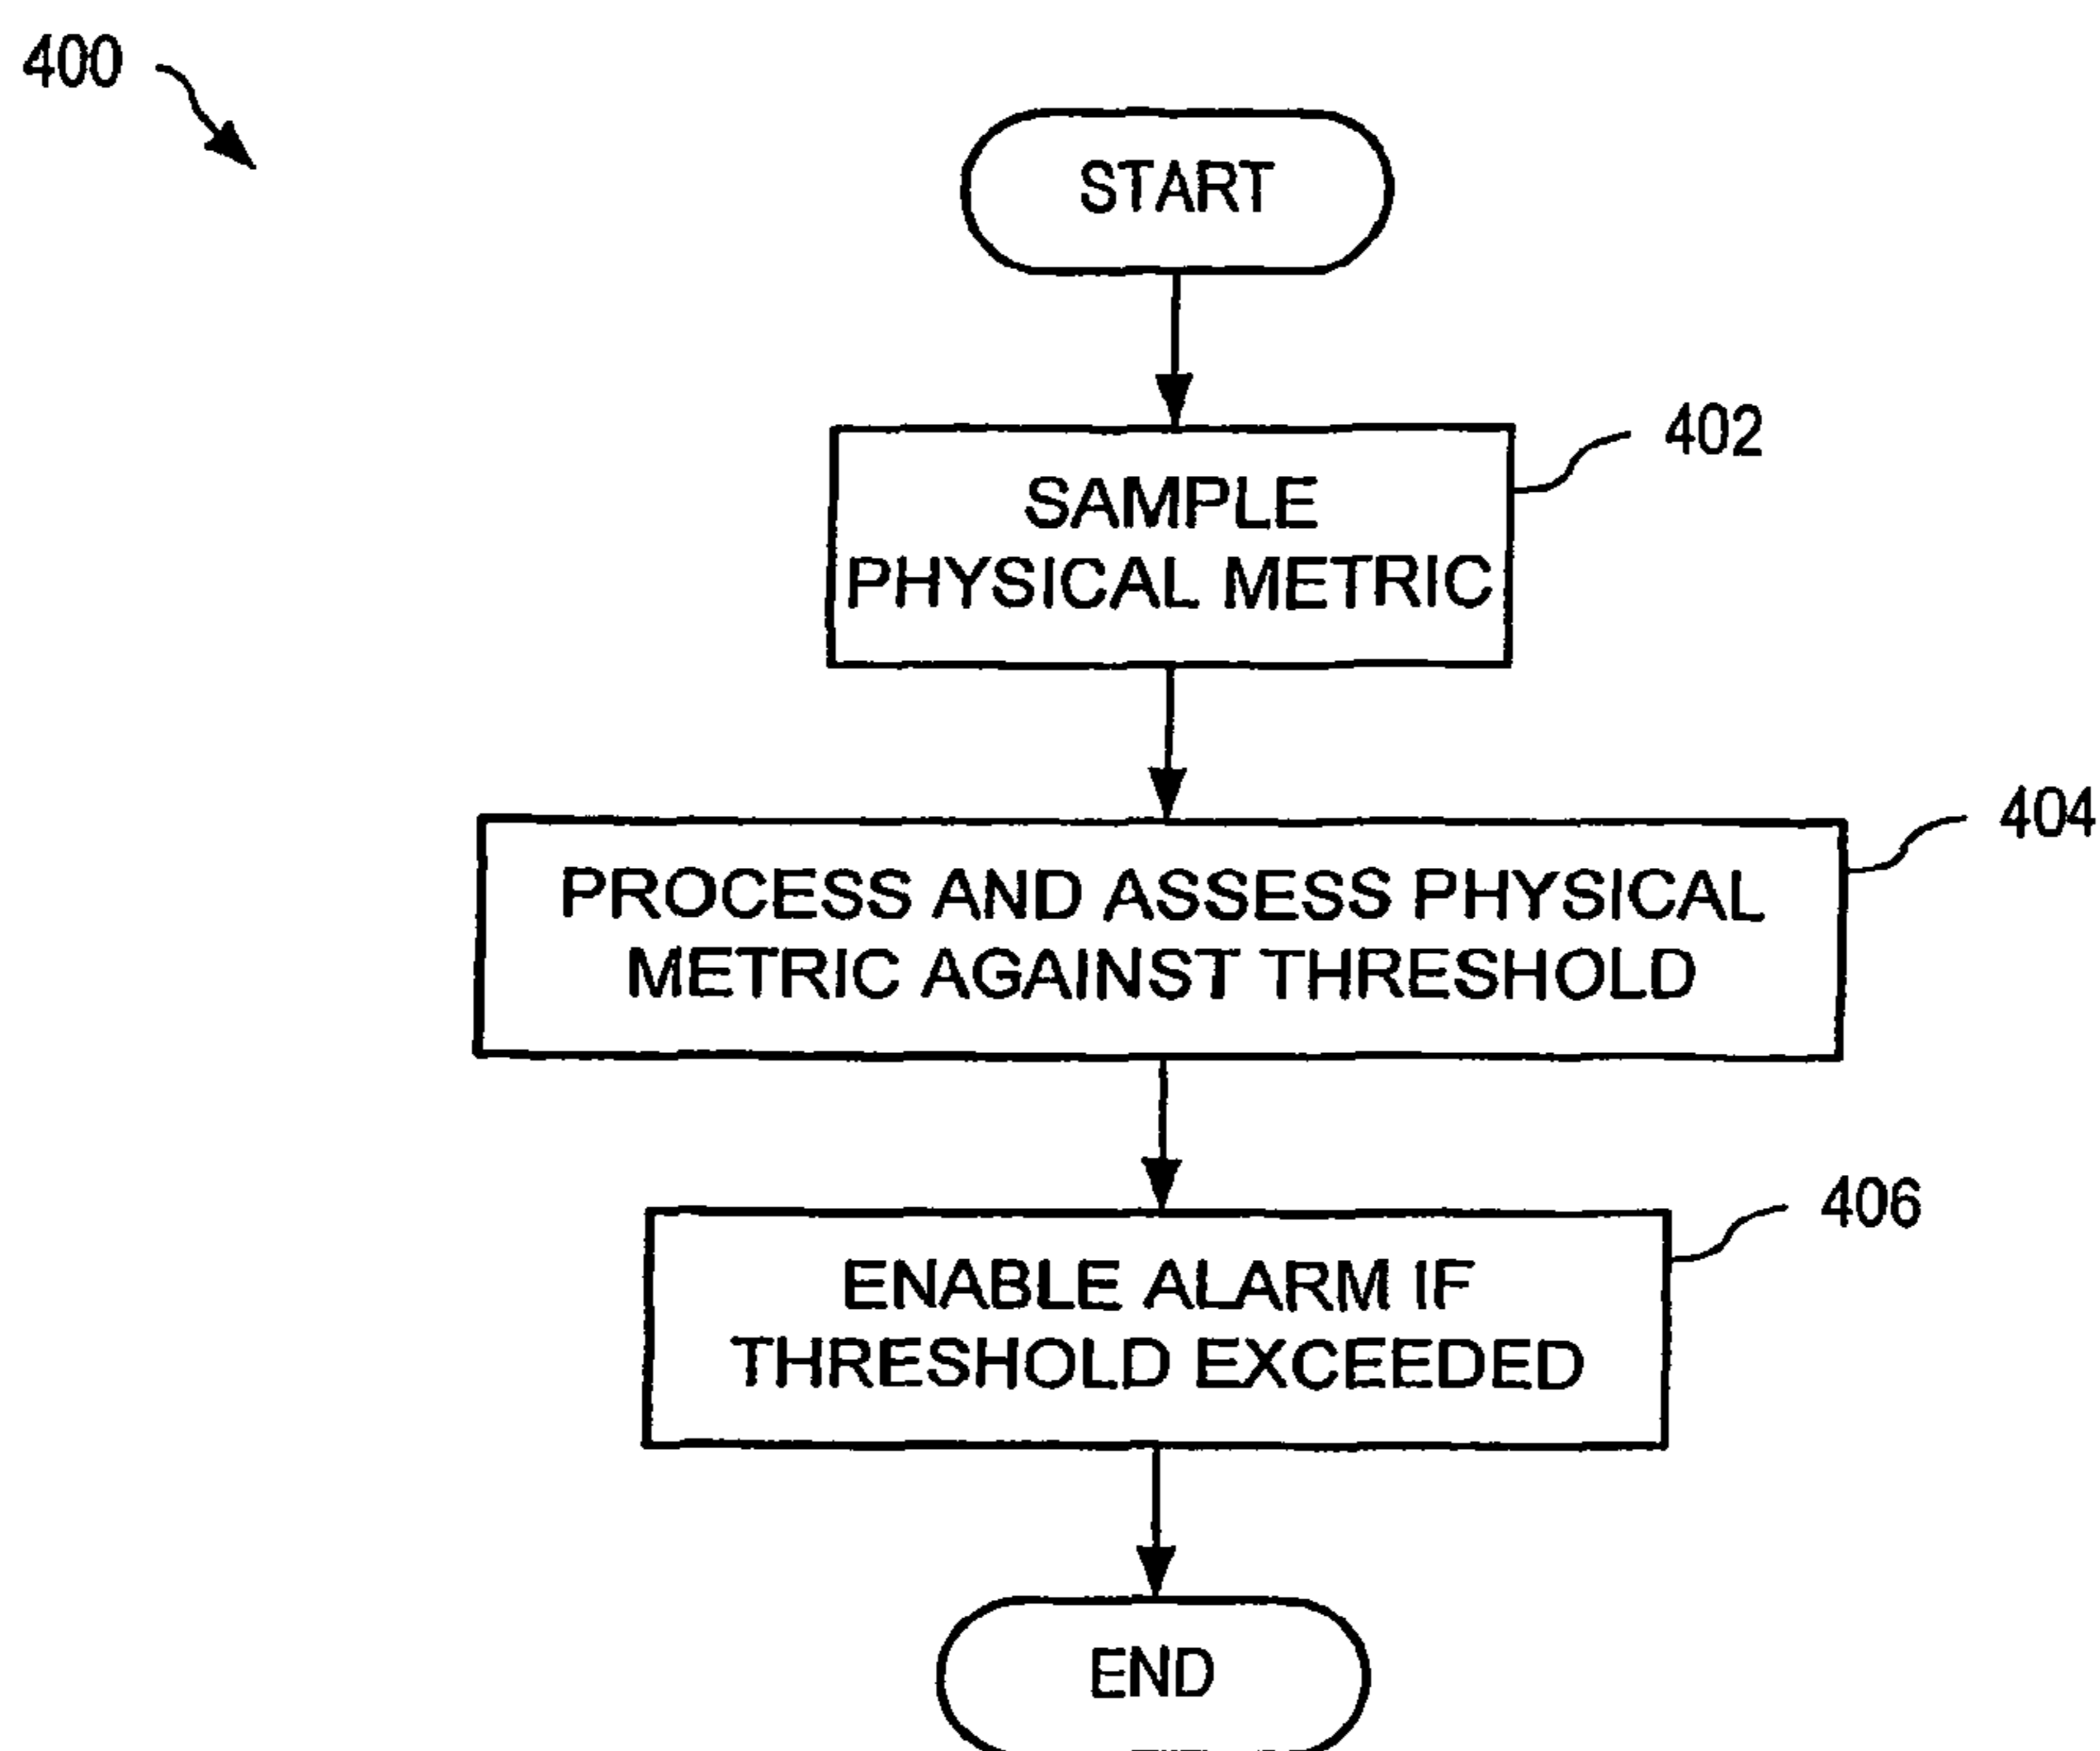 400
START
402
SAMPLE
PHYSICAL METRIC
404
PROCESS AND ASSESS PHYSICAL
METRIC AGAINST THRESHOLD
406
ENABLE ALARM IF
THRESHOLD EXCEEDED
END